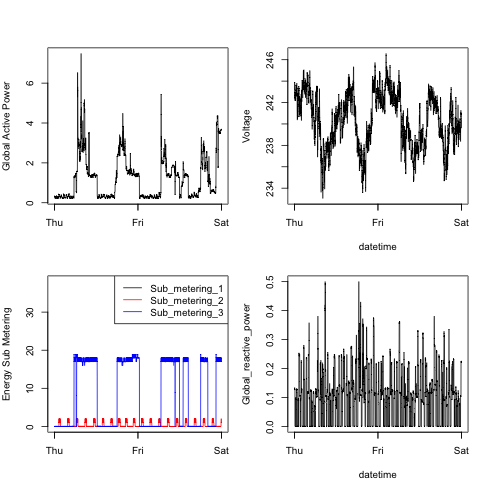 Global Active Power
0 2 4 6
Thu Fri Sat
Voltage
234 238 242 246
Thu Fri Sat
datetime
Energy Sub Metering
0 10 20 30
Sub_metering_1
Sub_metering_2
Sub_metering_3
Thu Fri Sat
Global_reactive_power
0.0 0.1 0.2 0.3 0.4 0.5
Thu Fri Sat
datetime